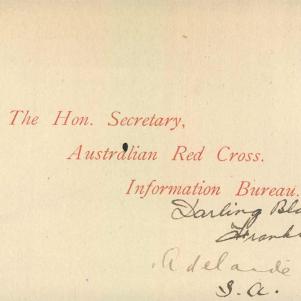 The Hon. Secretary,
Australian Red Cross.
Information Bureau.
Darling
Adelaide
S.A.